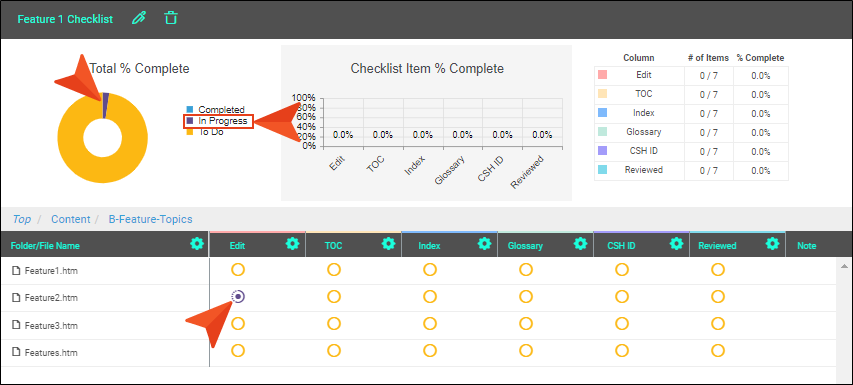 Feature 1 Checklist
Total % Complete
Completed
In Progress
To Do
Checklist Item % Complete
100%
80%
60%
40%
20%
0%
0.0% 0.0% 0.0% 0.0% 0.0% 0.0%
Edit TOC Index Glossary CSH ID Reviewed
Column # of Items % Complete
Edit 0 / 7 0.0%
TOC 0 / 7 0.0%
Index 0 / 7 0.0%
Glossary 0 / 7 0.0%
CSH ID 0 / 7 0.0%
Reviewed 0 / 7 0.0%
Top / Content / B-Feature-Topics
Folder/File Name Edit TOC Index Glossary CSH ID Reviewed Note
Feature1.htm
Feature2.htm
Feature3.htm
Features.htm